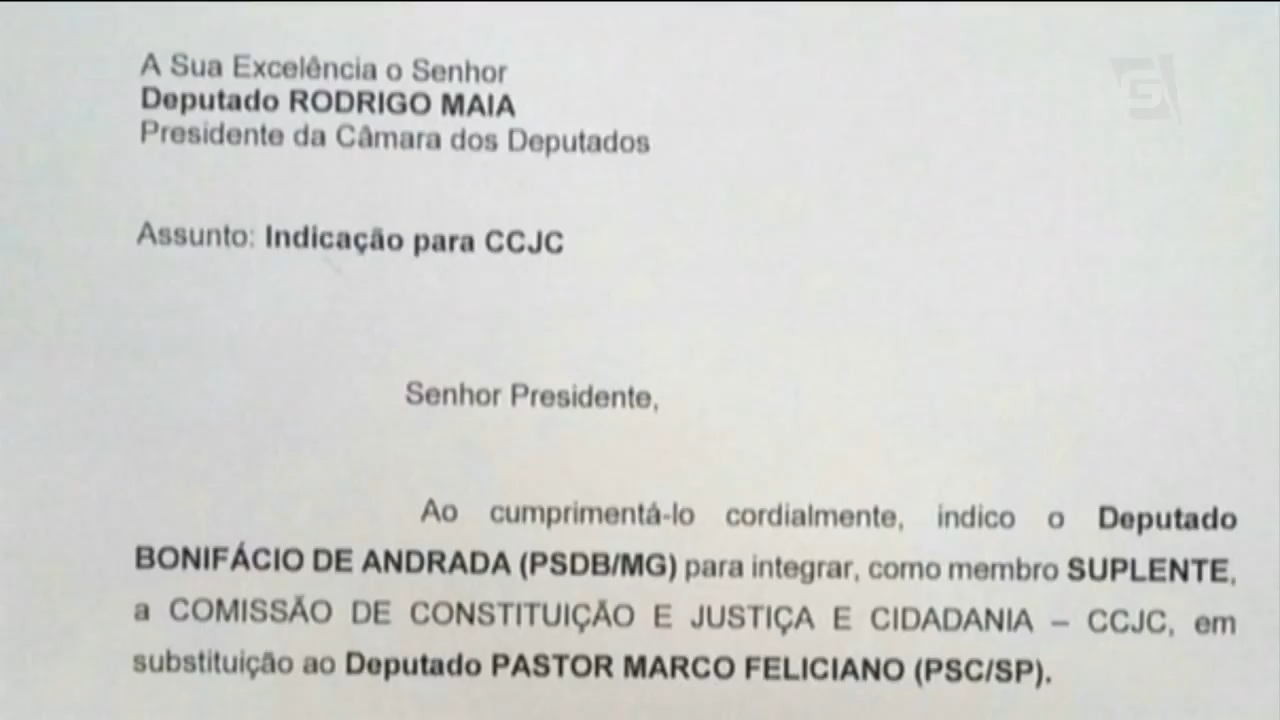 A Sua Excelência o Senhor
Deputado RODRIGO MAIA
Presidente da Câmara dos Deputados
Assunto: Indicação para CCJC
Senhor Presidente,
Ao cumprimentá-lo cordialmente, indico o Deputado
BONIFÁCIO DE ANDRADA (PSDB/MG) para integrar, como membro SUPLENTE,
a COMISSÃO DE CONSTITUIÇÃO E JUSTIÇA E CIDADANIA – CCJC, em
substituição ao Deputado PASTOR MARCO FELICIANO (PSC/SP).